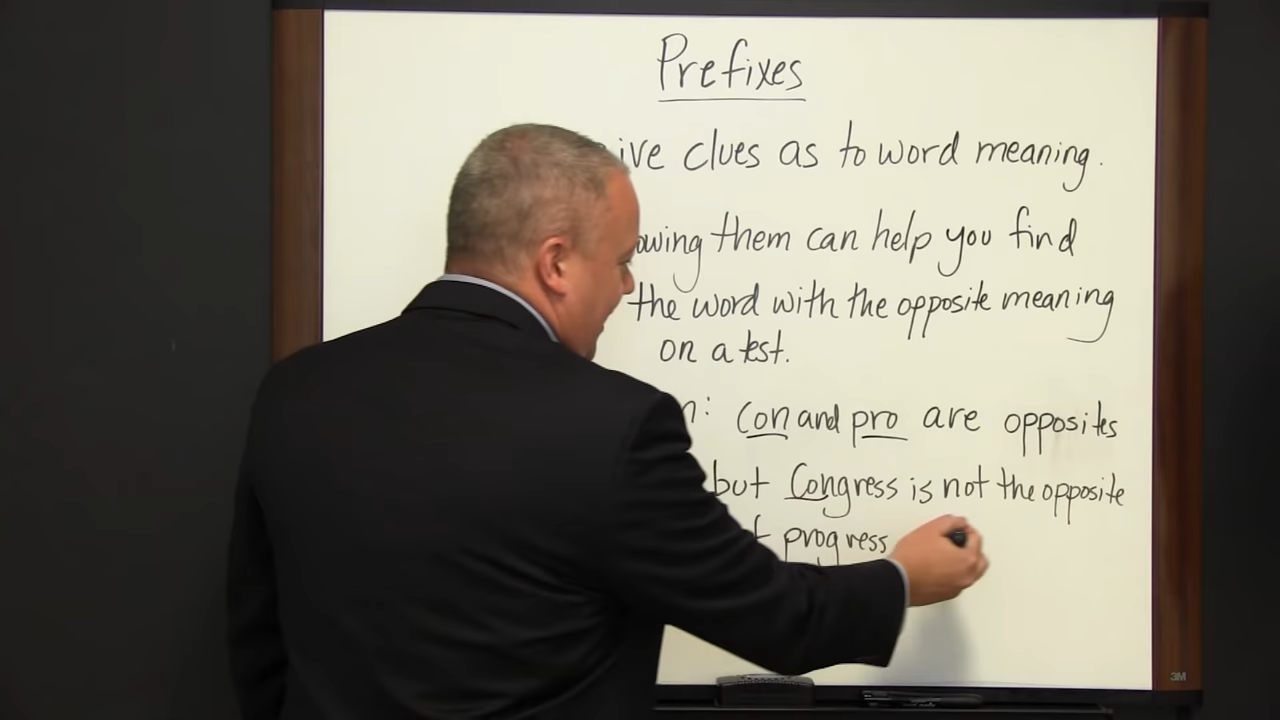 Prefixes
ive clues as to word meaning.
owing them can help you find
the word with the opposite meaning
on a test.
n: con and pro are opposites
but Congress is not the opposite
progress
3M